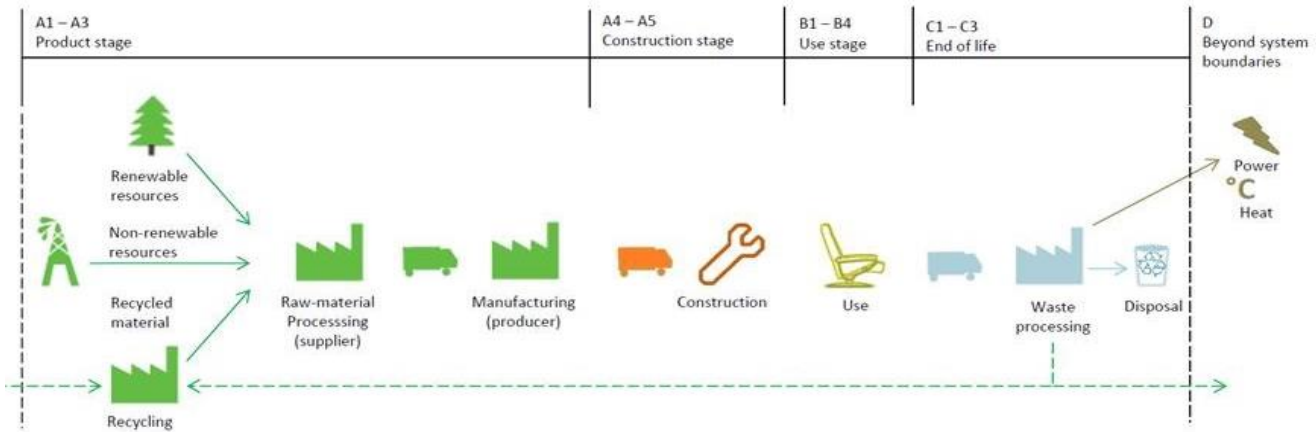 A1 – A3
Product stage
A4 – A5
Construction stage
B1 – B4
Use stage
C1 – C3
End of life
D
Beyond system
boundaries
Renewable
resources
Non-renewable
resources
Recycled
material
Recycling
Raw-material
Processsing
(supplier)
Manufacturing
(producer)
Construction
Use
Waste
processing
Disposal
Power
°C
Heat